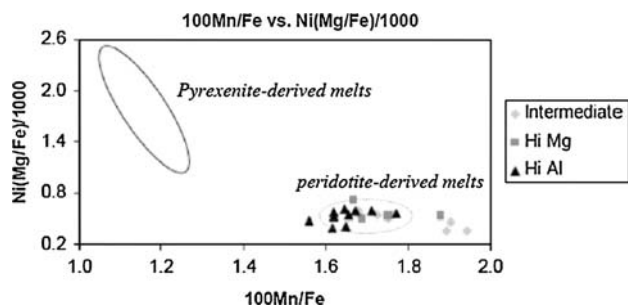 100Mn/Fe vs. Ni(Mg/Fe)/1000
Ni(Mg/Fe)/1000
2.6
2.0
1.4
0.8
0.2
Pyrexenite-derived melts
peridotite-derived melts
1.0
1.2
1.4
1.6
1.8
2.0
100Mn/Fe
Intermediate
Hi Mg
Hi Al